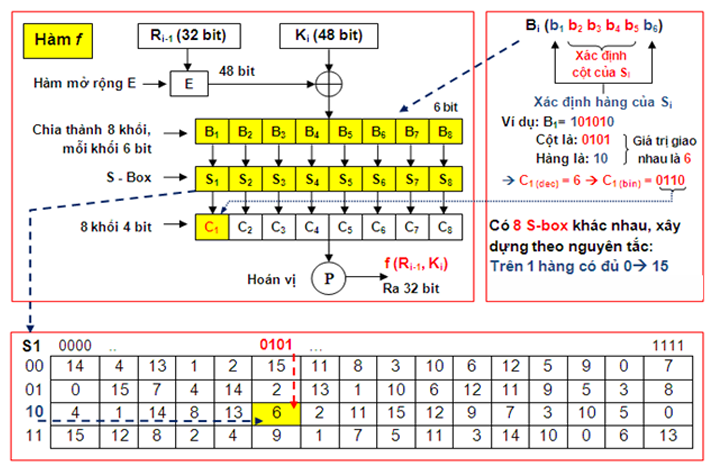 Hàm f
R i-1 (32 bit)
K i (48 bit)
Hàm mở rộng E
E
48 bit
6 bit
Chia thành 8 khối, mỗi khối 6 bit
B1 B2 B3 B4 B5 B6 B7 B8
S - Box
S1 S2 S3 S4 S5 S6 S7 S8
8 khối 4 bit
C1 C2 C3 C4 C5 C6 C7 C8
Hoán vị
P
f (R i-1, K i)
Ra 32 bit
B i (b1 b2 b3 b4 b5 b6)
Xác định
cột của Si
Xác định hàng của Si
Ví dụ: B1= 101010
Cột là: 0101
Hàng là: 10
Giá trị giao
nhau là 6
→ C1 (dec) = 6 → C1 (bin) = 0110
Có 8 S-box khác nhau, xây
dựng theo nguyên tắc:
Trên 1 hàng có đủ 0→ 15
S1 0000 .. 0101 ... 1111
00 14 4 13 1 2 15 11 8 3 10 6 12 5 9 0 7
01 0 15 7 4 14 2 13 1 10 6 12 11 9 5 3 8
10 4 1 14 8 13 6 2 11 15 12 9 7 3 10 5 0
11 15 12 8 2 4 9 1 7 5 11 3 14 10 0 6 13